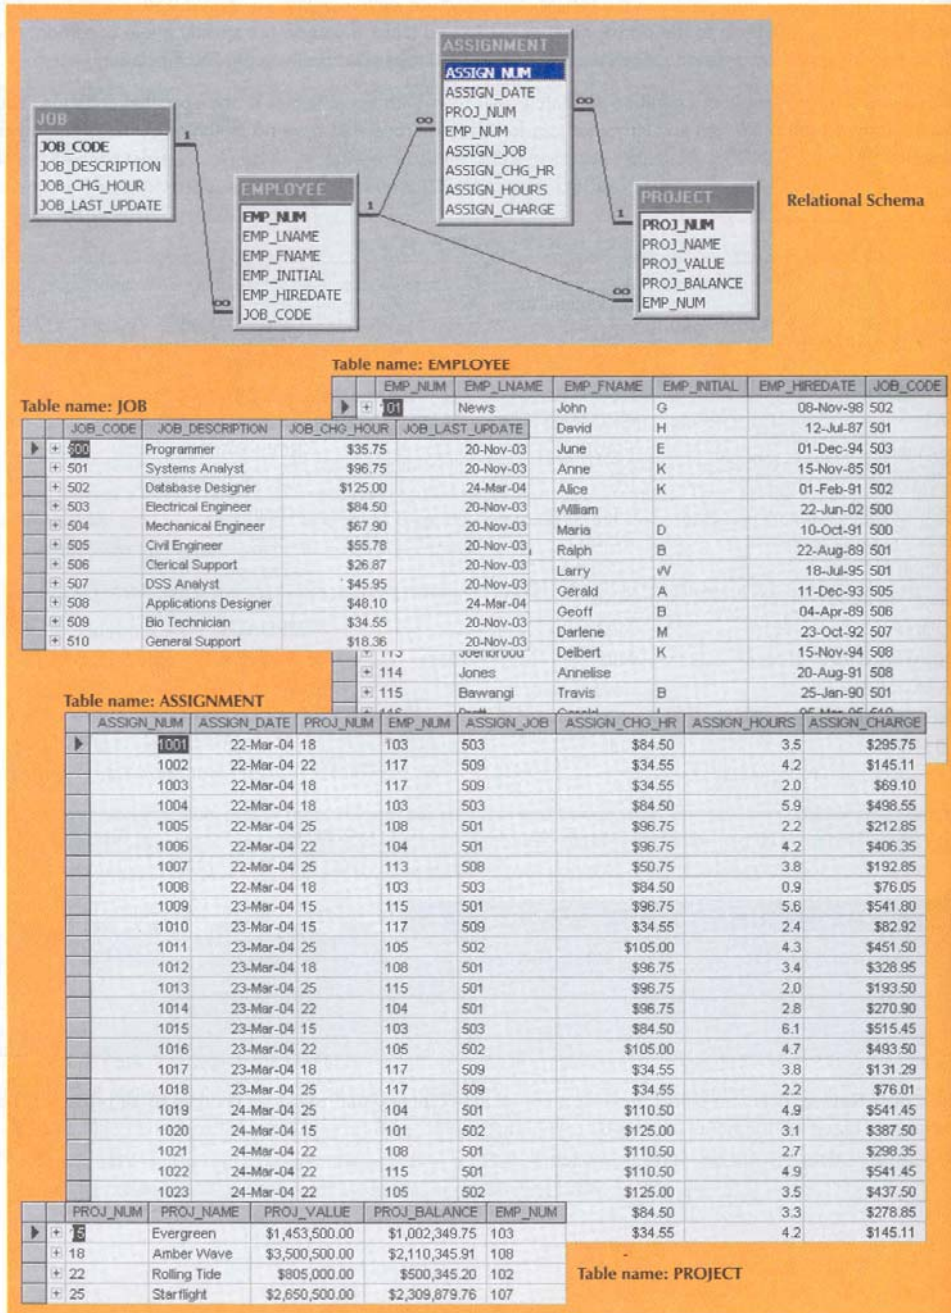 ASSIGNMENT
ASSIGN_NUM
ASSIGN_DATE
PROJ_NUM
EMP_NUM
ASSIGN_JOB
ASSIGN_CHG_HR
ASSIGN_HOURS
ASSIGN_CHARGE
JOB
JOB_CODE
JOB_DESCRIPTION
JOB_CHG_HOUR
JOB_LAST_UPDATE
1
∞
EMPLOYEE
EMP_NUM
EMP_LNAME
EMP_FNAME
EMP_INITIAL
EMP_HIREDATE
JOB_CODE
∞
1
∞
PROJECT
PROJ_NUM
PROJ_NAME
PROJ_VALUE
PROJ_BALANCE
EMP_NUM
1
∞
Relational Schema
Table name: EMPLOYEE
EMP_NUM EMP_LNAME EMP_FNAME EMP_INITIAL EMP_HIREDATE JOB_CODE
101 News John G 08-Nov-98 502
David H 12-Jul-87 501
June E 01-Dec-94 503
Anne K 15-Nov-85 501
Alice K 01-Feb-91 502
William 22-Jun-02 500
Maria D 10-Oct-91 500
Ralph B 22-Aug-89 501
Larry W 18-Jul-95 501
Gerald A 11-Dec-93 505
Geoff B 04-Apr-89 506
Darlene M 23-Oct-92 507
Delbert K 15-Nov-94 508
114 Jones Annelise 20-Aug-91 508
115 Bawangi Travis B 25-Jan-90 501
Table name: JOB
JOB_CODE JOB_DESCRIPTION JOB_CHG_HOUR JOB_LAST_UPDATE
500 Programmer $35.75 20-Nov-03
501 Systems Analyst $96.75 20-Nov-03
502 Database Designer $125.00 24-Mar-04
503 Electrical Engineer $84.50 20-Nov-03
504 Mechanical Engineer $67.90 20-Nov-03
505 Civil Engineer $55.78 20-Nov-03
506 Clerical Support $26.87 20-Nov-03
507 DSS Analyst $45.95 20-Nov-03
508 Applications Designer $48.10 24-Mar-04
509 Bio Technician $34.55 20-Nov-03
510 General Support $18.36 20-Nov-03
Table name: ASSIGNMENT
ASSIGN_NUM ASSIGN_DATE PROJ_NUM EMP_NUM ASSIGN_JOB ASSIGN_CHG_HR ASSIGN_HOURS ASSIGN_CHARGE
1001 22-Mar-04 18 103 503 $84.50 3.5 $295.75
1002 22-Mar-04 22 117 509 $34.55 4.2 $145.11
1003 22-Mar-04 18 117 509 $34.55 2.0 $69.10
1004 22-Mar-04 18 103 503 $84.50 5.9 $498.55
1005 22-Mar-04 25 108 501 $96.75 2.2 $212.85
1006 22-Mar-04 22 104 501 $96.75 4.2 $406.35
1007 22-Mar-04 25 113 508 $50.75 3.8 $192.85
1008 22-Mar-04 18 103 503 $84.50 0.9 $76.05
1009 23-Mar-04 15 115 501 $96.75 5.6 $541.80
1010 23-Mar-04 15 117 509 $34.55 2.4 $82.92
1011 23-Mar-04 25 105 502 $105.00 4.3 $451.50
1012 23-Mar-04 18 108 501 $96.75 3.4 $328.95
1013 23-Mar-04 25 115 501 $96.75 2.0 $193.50
1014 23-Mar-04 22 104 501 $96.75 2.8 $270.90
1015 23-Mar-04 15 103 503 $84.50 6.1 $515.45
1016 23-Mar-04 22 105 502 $105.00 4.7 $493.50
1017 23-Mar-04 18 117 509 $34.55 3.8 $131.29
1018 23-Mar-04 25 117 509 $34.55 2.2 $76.01
1019 24-Mar-04 25 104 501 $110.50 4.9 $541.45
1020 24-Mar-04 15 101 502 $125.00 3.1 $387.50
1021 24-Mar-04 22 108 501 $110.50 2.7 $298.35
1022 24-Mar-04 22 115 501 $110.50 4.9 $541.45
1023 24-Mar-04 22 105 502 $125.00 3.5 $437.50
$84.50 3.3 $278.85
$34.55 4.2 $145.11
PROJ_NUM PROJ_NAME PROJ_VALUE PROJ_BALANCE EMP_NUM
15 Evergreen $1,453,500.00 $1,002,349.75 103
18 Amber Wave $3,500,500.00 $2,110,345.91 108
22 Rolling Tide $805,000.00 $500,345.20 102
25 Starflight $2,650,500.00 $2,309,879.76 107
Table name: PROJECT